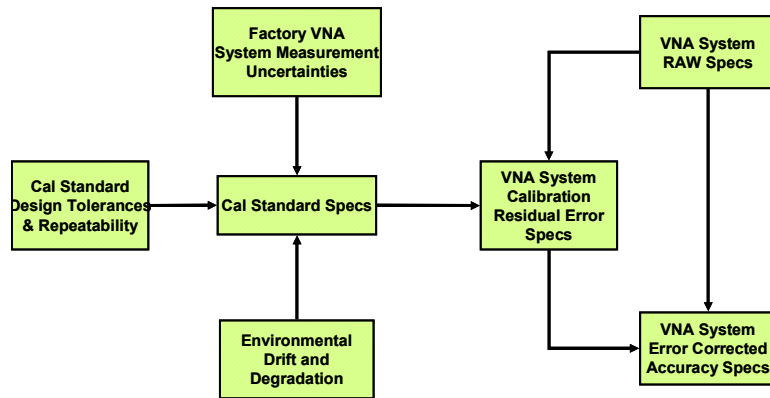 Factory VNA
System Measurement
Uncertainties
VNA System
RAW Specs
Cal Standard
Design Tolerances
& Repeatability
Cal Standard Specs
VNA System
Calibration
Residual Error
Specs
Environmental
Drift and
Degradation
VNA System
Error Corrected
Accuracy Specs